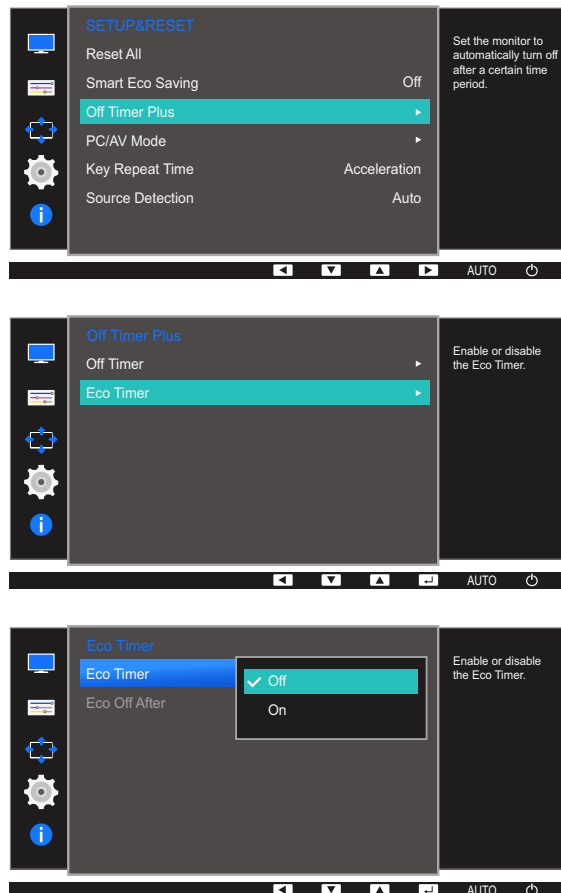 SETUP&RESET
Reset All
Smart Eco Saving Off
Off Timer Plus
PC/AV Mode
Key Repeat Time Acceleration
Source Detection Auto
Set the monitor to
automatically turn off
after a certain time
period.
i
AUTO
Off Timer Plus
Off Timer
Eco Timer
Enable or disable
the Eco Timer.
i
AUTO
Eco Timer
Eco Timer
Off
Eco Off After
On
Enable or disable
the Eco Timer.
i
AUTO